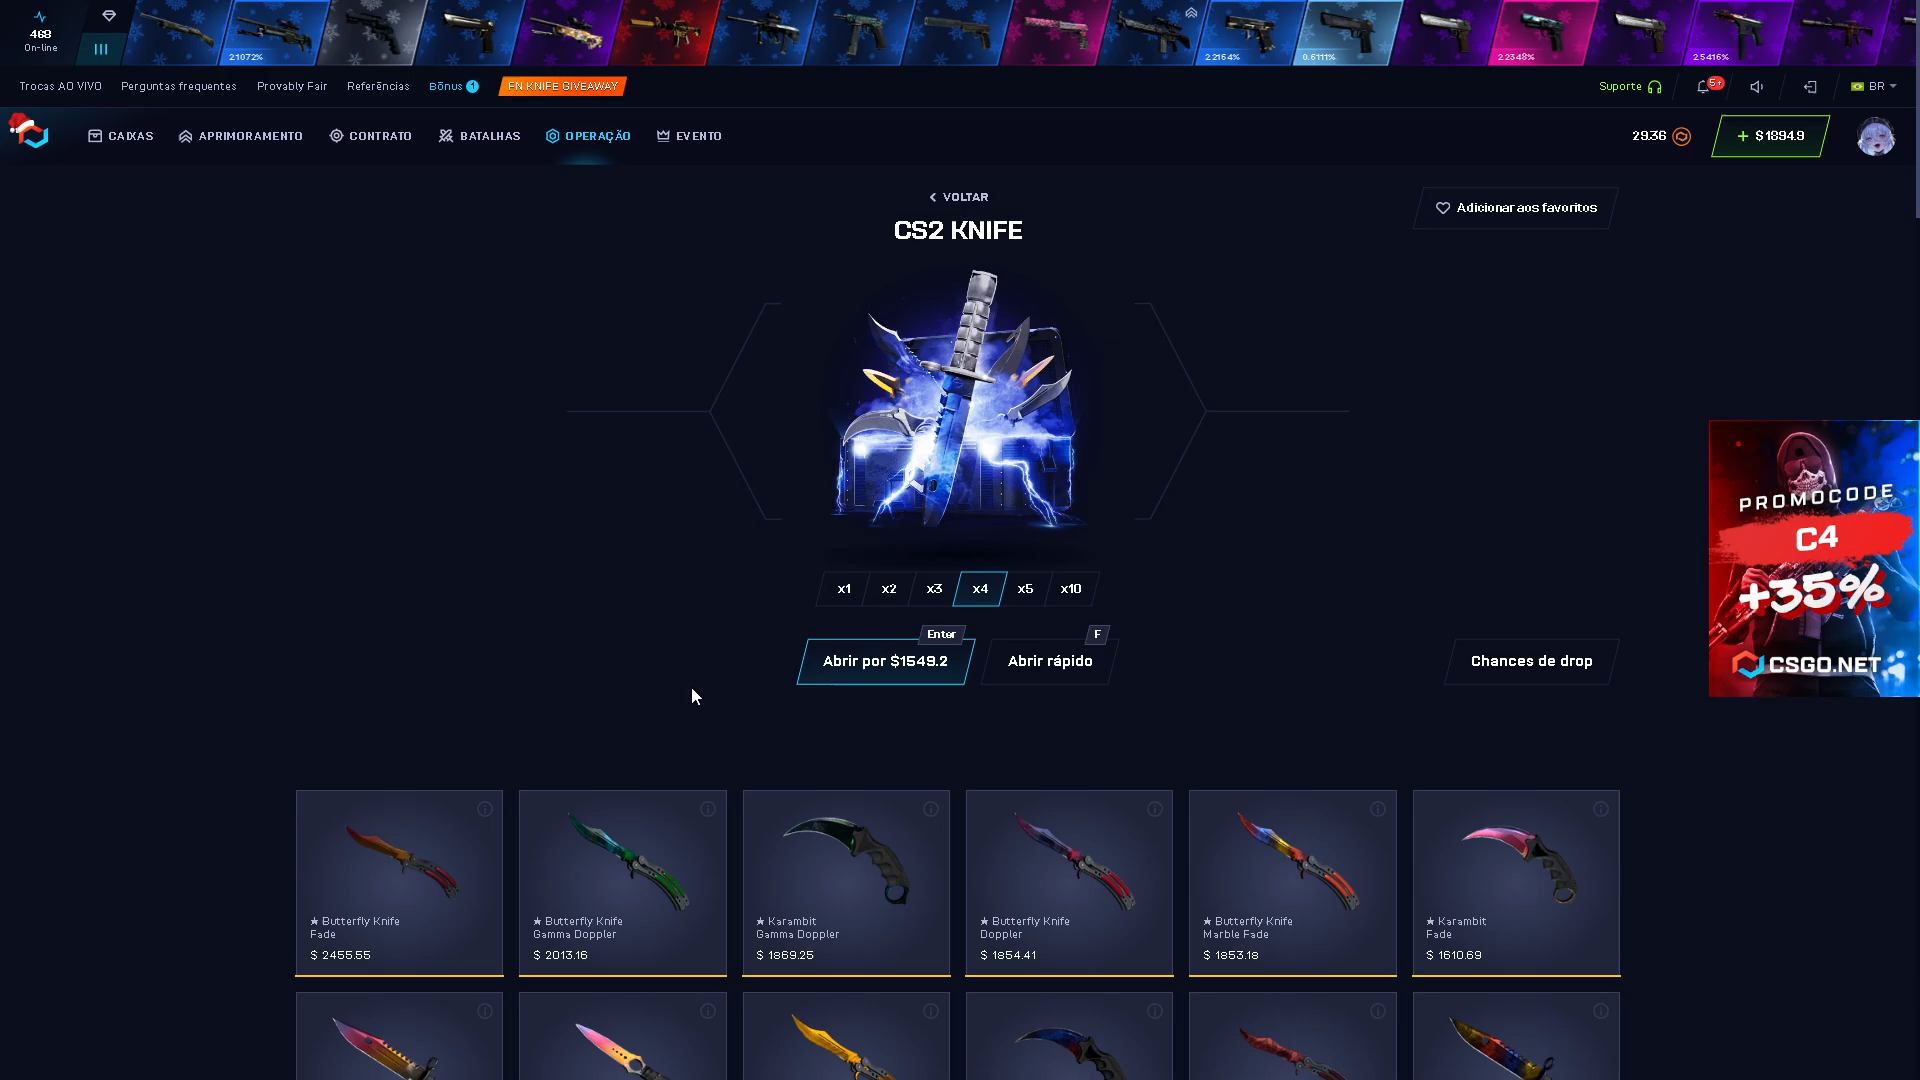 468
On-line
2.1072%
2.2164%
0.6111%
2.2348%
2.5416%
Trocas AO VIVO
Perguntas frequentes
Provably Fair
Referências
Bônus 1
FN KNIFE GIVEAWAY
Suporte
5+
BR
CAIXAS
APRIMORAMENTO
CONTRATO
BATALHAS
OPERAÇÃO
EVENTO
29.36
+ $ 1894.9
VOLTAR
CS2 KNIFE
Adicionar aos favoritos
x1
x2
x3
x4
x5
x10
Enter
Abrir por $1549.2
F
Abrir rápido
Chances de drop
PROMOCODE
C4
+35%
CSGO.NET
★ Butterfly Knife
Fade
$ 2455.55
★ Butterfly Knife
Gamma Doppler
$ 2013.16
★ Karambit
Gamma Doppler
$ 1869.25
★ Butterfly Knife
Doppler
$ 1854.41
★ Butterfly Knife
Marble Fade
$ 1853.18
★ Karambit
Fade
$ 1610.69